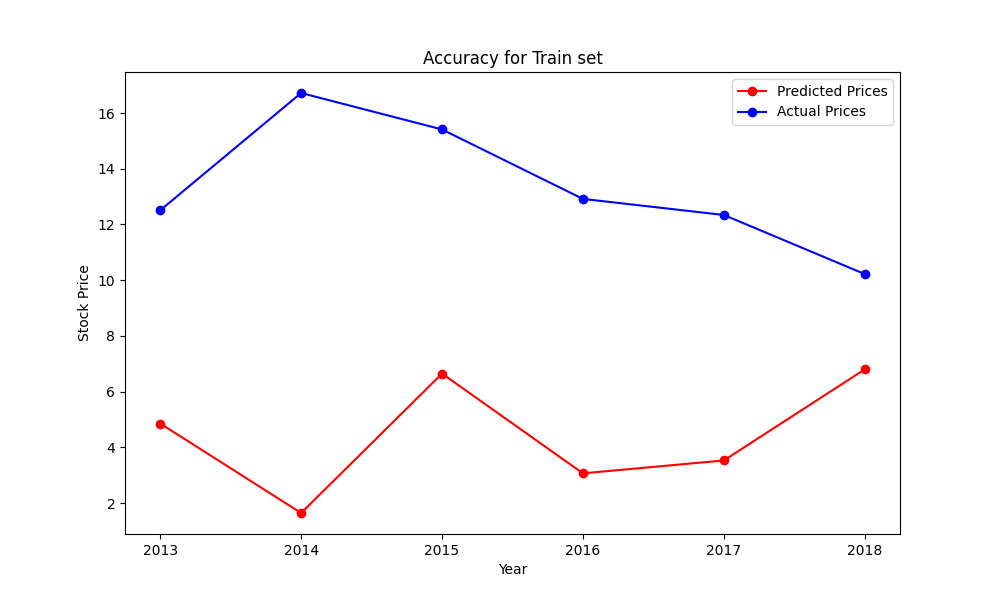 Accuracy for Train set
Predicted Prices
Actual Prices
Stock Price
16
14
12
10
8
6
4
2
2013 2014 2015 2016 2017 2018
Year